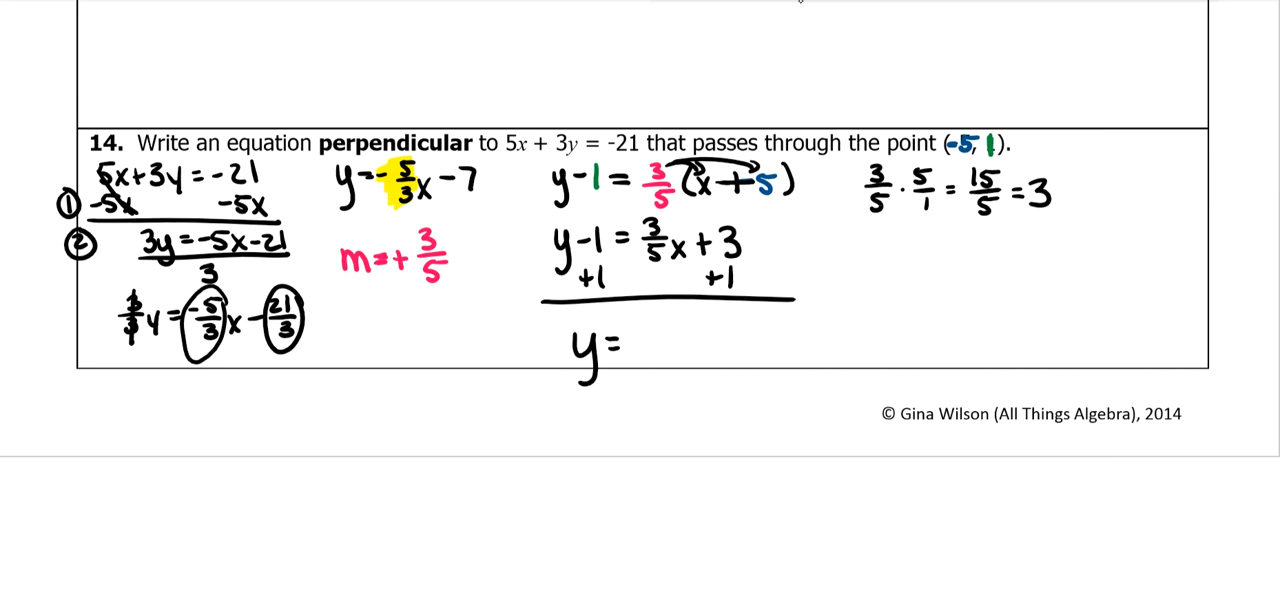 14. Write an equation perpendicular to 5x + 3y = -21 that passes through the point (-5, 1).
5x+3y=-21
① -5x -5x
② 3y=-5x-21
3
3/3 y = -5/3 x - 21/3
y=-5/3 x-7
m=+3/5
y-1=3/5(x+5)
y-1=3/5x+3
+1 +1
y=
3/5 · 5/1 = 15/5 = 3
© Gina Wilson (All Things Algebra), 2014